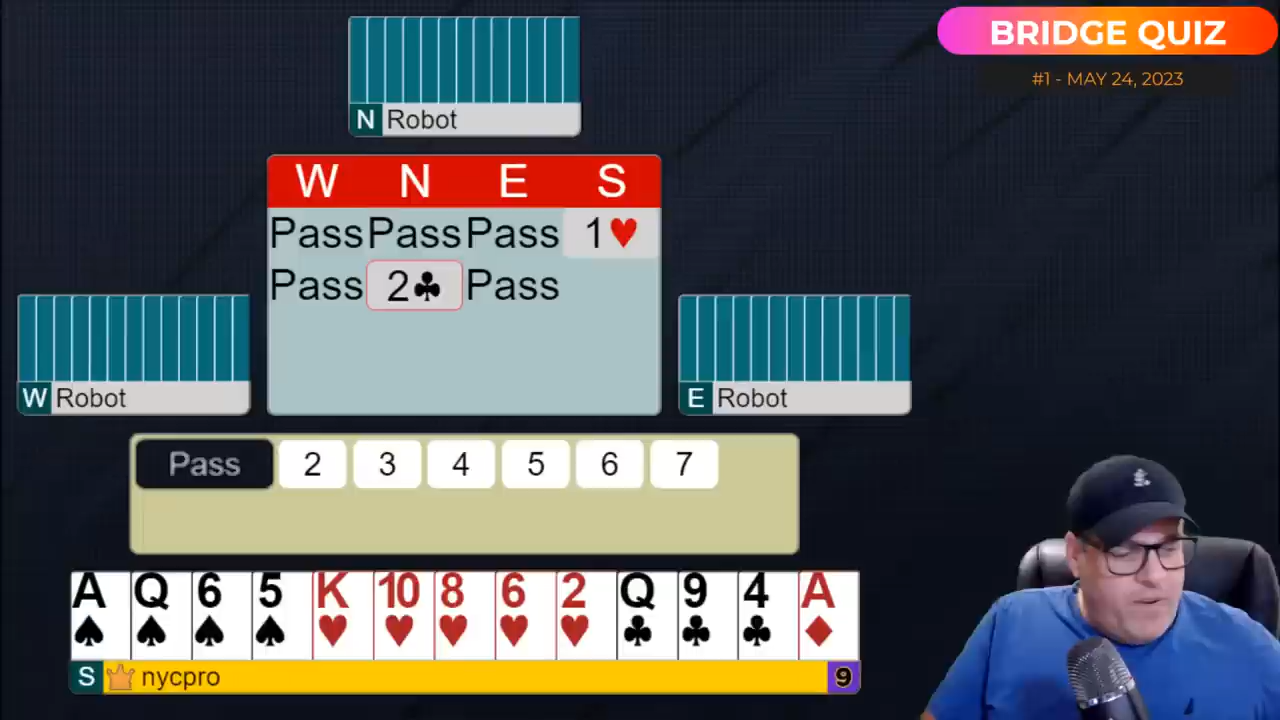 BRIDGE QUIZ
#1 - MAY 24, 2023
N Robot
W N E S
Pass Pass Pass 1♥
Pass 2♣ Pass
W Robot
E Robot
Pass 2 3 4 5 6 7
A Q 6 5 K 10 8 6 2 Q 9 4 A
♠ ♠ ♠ ♠ ♥ ♥ ♥ ♥ ♥ ♣ ♣ ♣ ♦
S nycpro 9